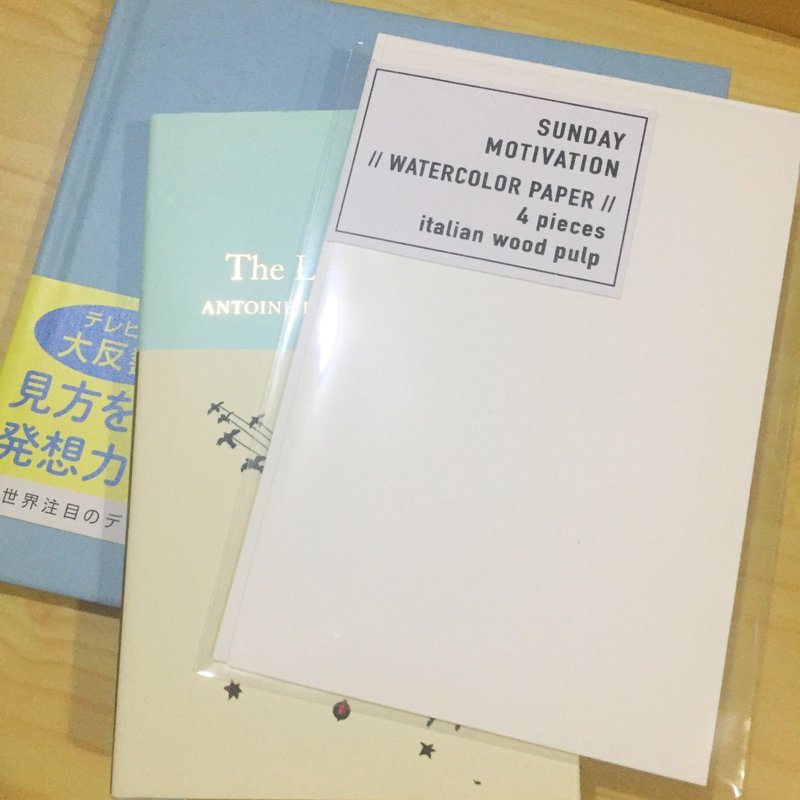 SUNDAY
MOTIVATION
// WATERCOLOR PAPER //
4 pieces
italian wood pulp
The L
ANTOINE
テレビ
大反
見方を
発想力
世界注目のデ